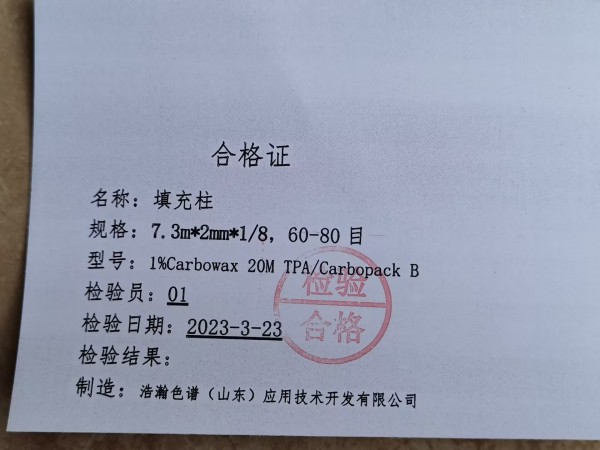 合格证
名称：填充柱
规格：7.3m*2mm*1/8，60-80 目
型号：1%Carbowax 20M TPA/Carbopack B
检验员：01
检验日期：2023-3-23
检验结果：
检验
合格
制造：浩瀚色谱（山东）应用技术开发有限公司